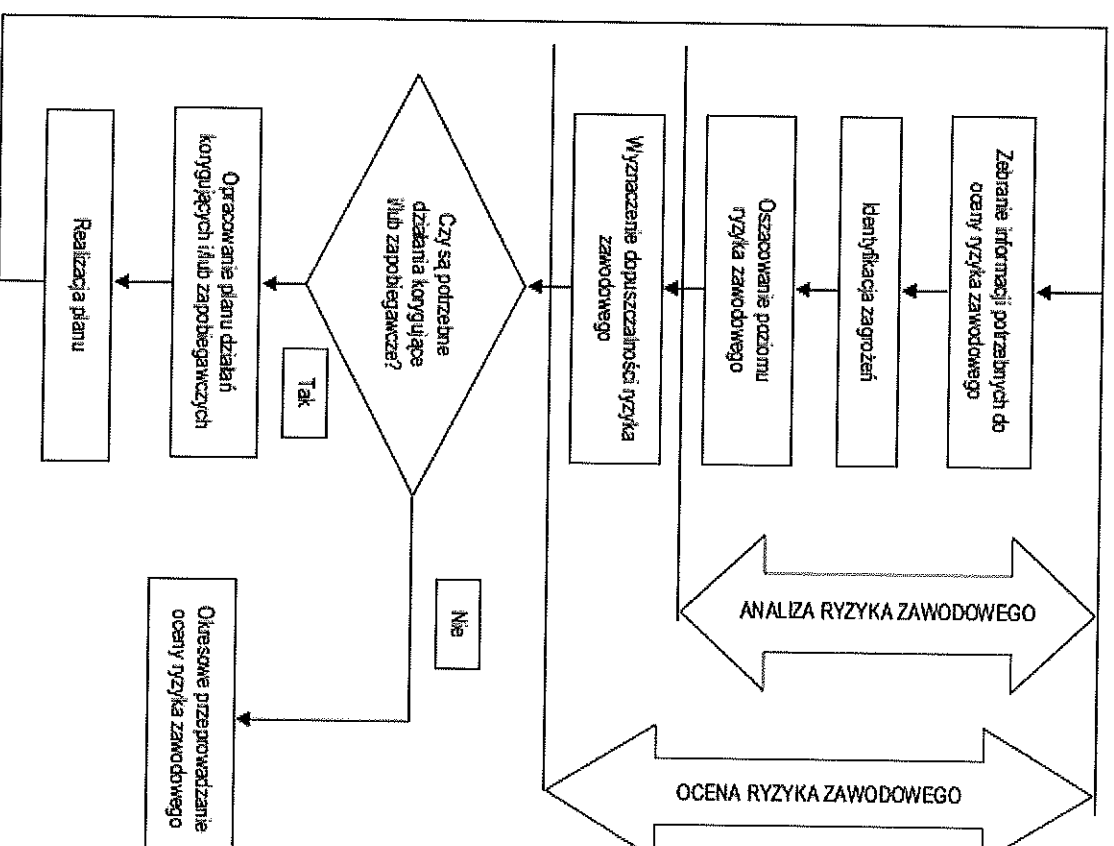 Zebranie informacji potrzebnych do
oceny ryzyka zawodowego
Identyfikacja zagrożeń
Oszacowanie poziomu
ryzyka zawodowego
Wyznaczenie dopuszczalności ryzyka
zawodowego
Czy są potrzebne
działania korygujące
i/lub zapobiegawcze?
Tak
Nie
Opracowanie planu działań
korygujących i/lub zapobiegawczych
Realizacja planu
Okresowe przeprowadzanie
oceny ryzyka zawodowego
ANALIZA RYZYKA ZAWODOWEGO
OCENA RYZYKA ZAWODOWEGO